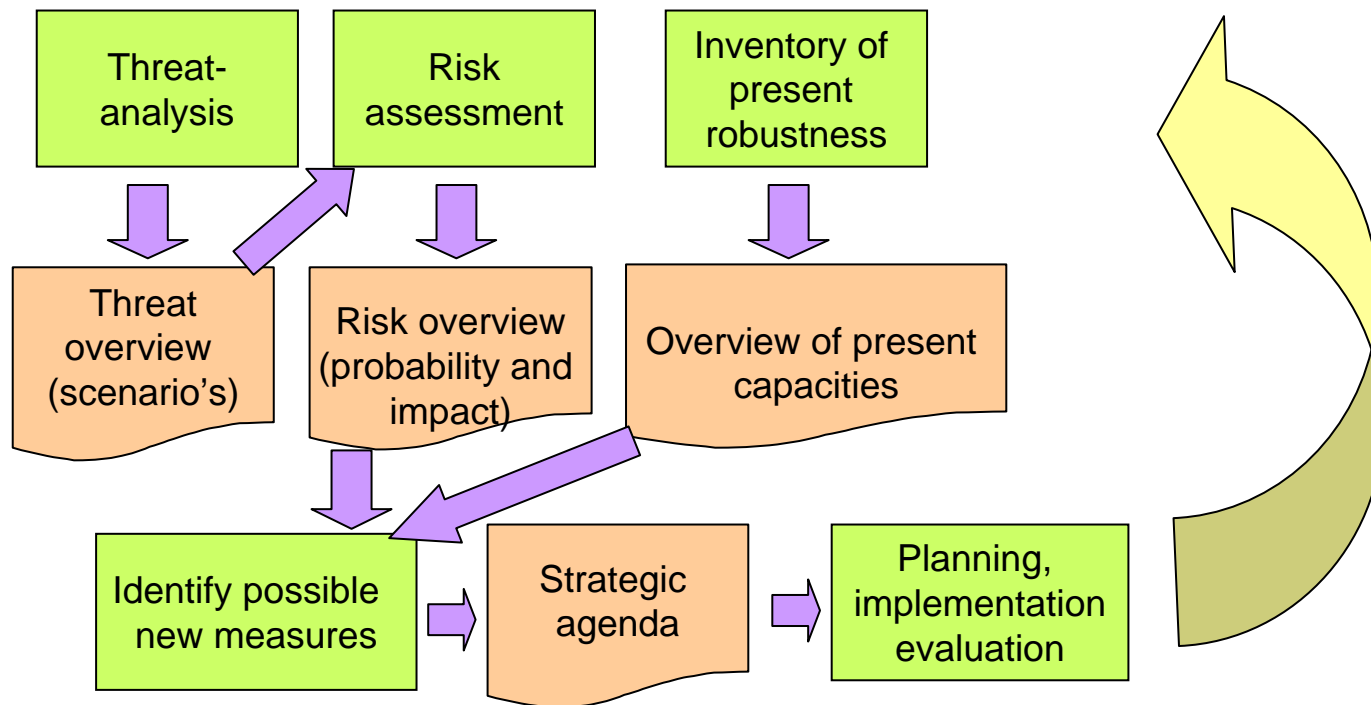 Threat-
analysis
Risk
assessment
Inventory of
present
robustness
Threat
overview
(scenario’s)
Risk overview
(probability and
impact)
Overview of present
capacities
Identify possible
new measures
Strategic
agenda
Planning,
implementation
evaluation